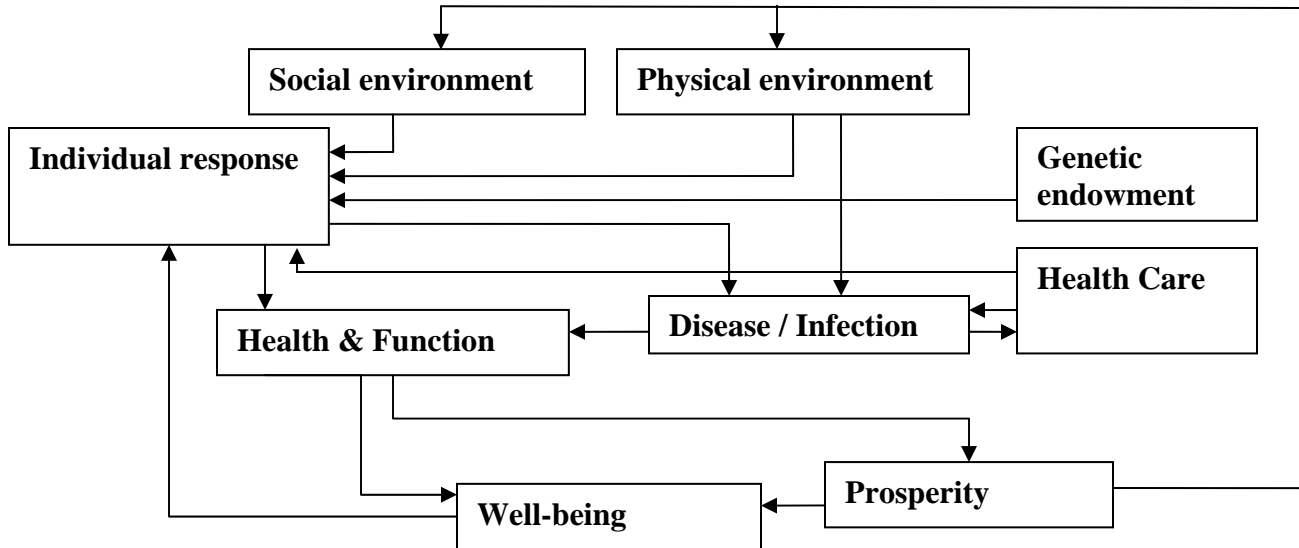 Social environment
Physical environment
Individual response
Genetic
endowment
Health Care
Health & Function
Disease / Infection
Prosperity
Well-being